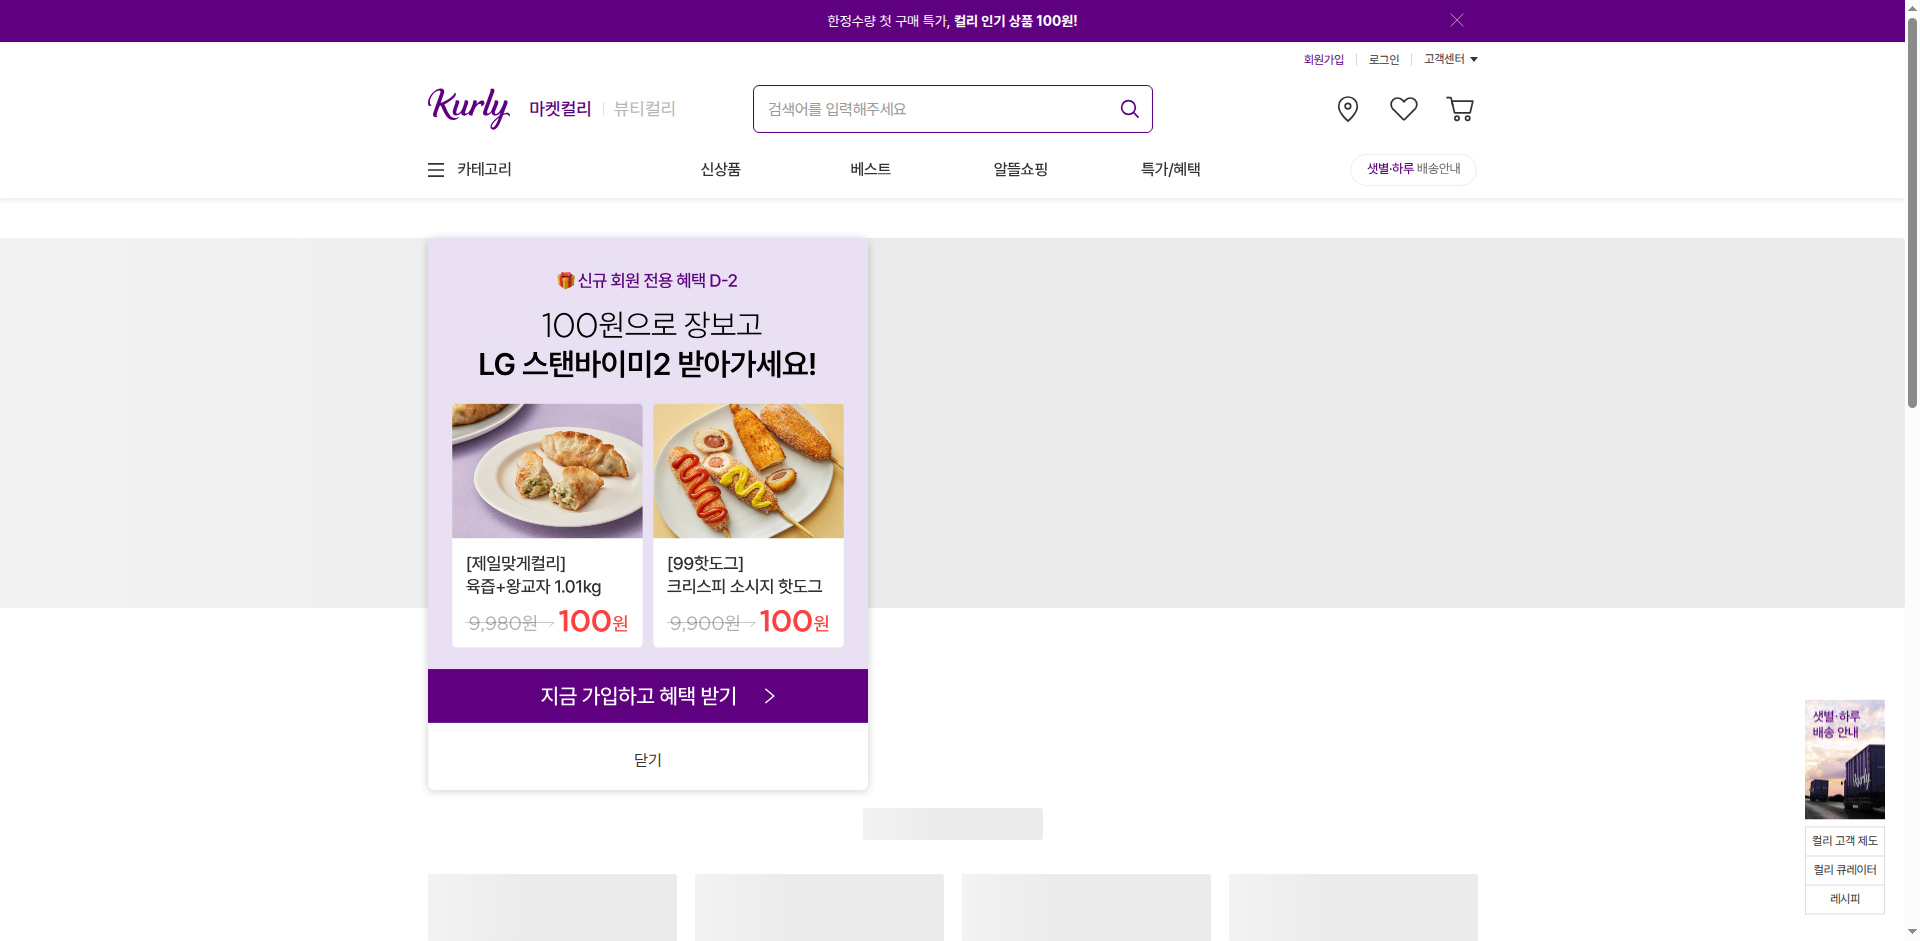 한정수량 첫 구매 특가, 컬리 인기 상품 100원!
회원가입
로그인
고객센터
Kurly
마켓컬리
뷰티컬리
검색어를 입력해주세요
카테고리
신상품
베스트
알뜰쇼핑
특가/혜택
샛별·하루 배송안내
신규 회원 전용 혜택 D-2
100원으로 장보고
LG 스탠바이미2 받아가세요!
[제일맞게컬리]
육즙+왕교자 1.01kg
9,980원 100원
[99핫도그]
크리스피 소시지 핫도그
9,900원 100원
지금 가입하고 혜택 받기
닫기
샛별·하루
배송 안내
Kurly
컬리 고객 제도
컬리 큐레이터
레시피